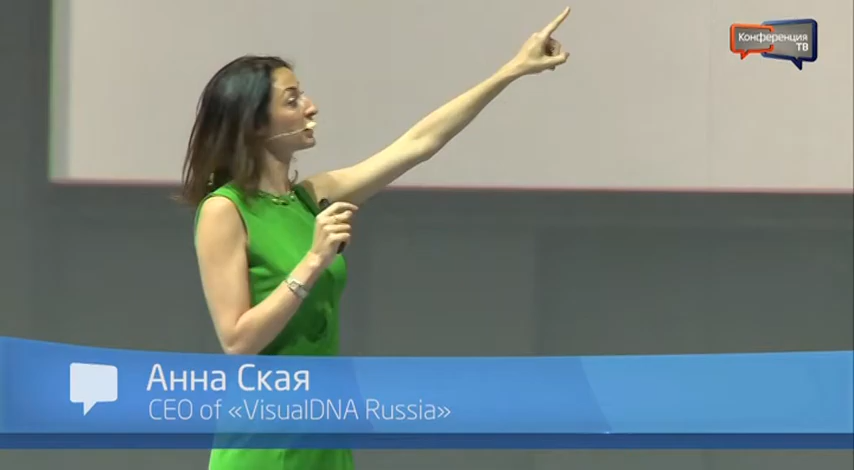 Конференция
ТВ
Анна Ская
CEO of «VisualDNA Russia»